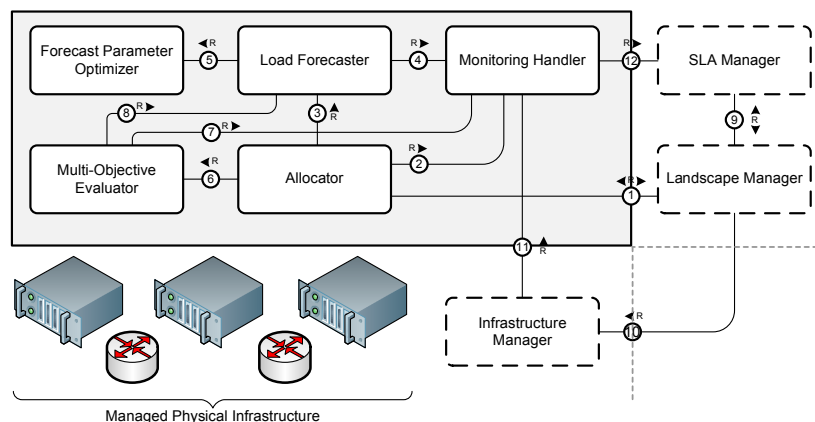 R
R
R
Forecast Parameter
Optimizer
5
Load Forecaster
4
Monitoring Handler
12
SLA Manager
8
R
3
R
7
R
9
R
Multi-Objective
Evaluator
R
6
Allocator
R
2
R
1
Landscape Manager
11
R
Infrastructure
Manager
R
10
Managed Physical Infrastructure